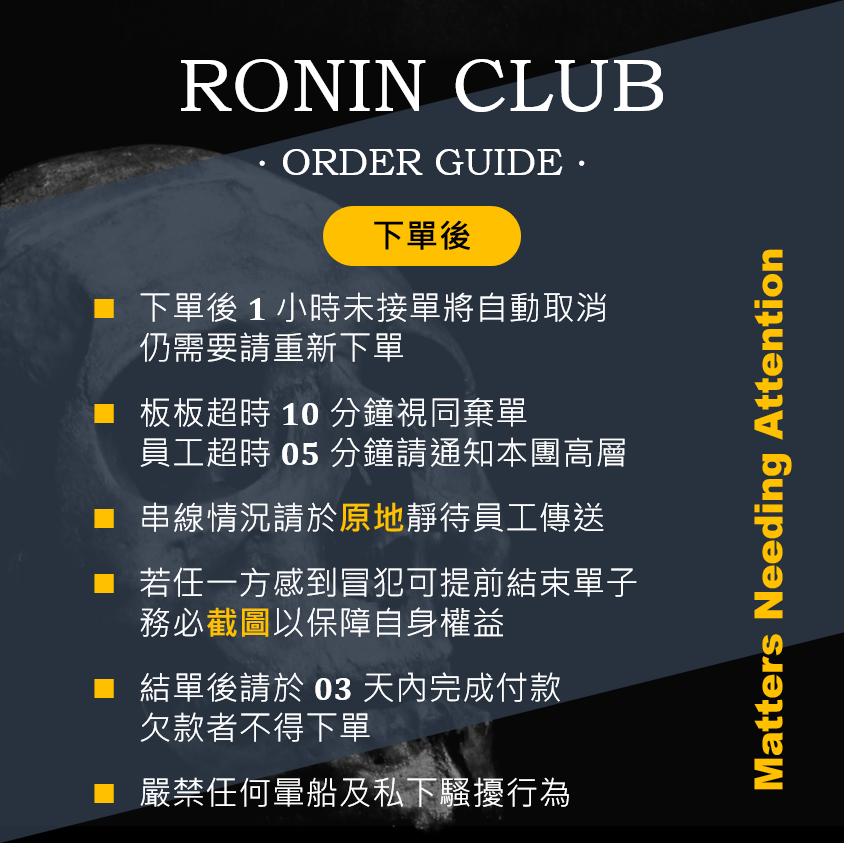 RONIN CLUB
· ORDER GUIDE ·
下單後
下單後 1 小時未接單將自動取消
仍需要請重新下單
板板超時 10 分鐘視同棄單
員工超時 05 分鐘請通知本團高層
串線情況請於原地靜待員工傳送
若任一方感到冒犯可提前結束單子
務必截圖以保障自身權益
結單後請於 03 天內完成付款
欠款者不得下單
嚴禁任何暈船及私下騷擾行為
Matters Needing Attention